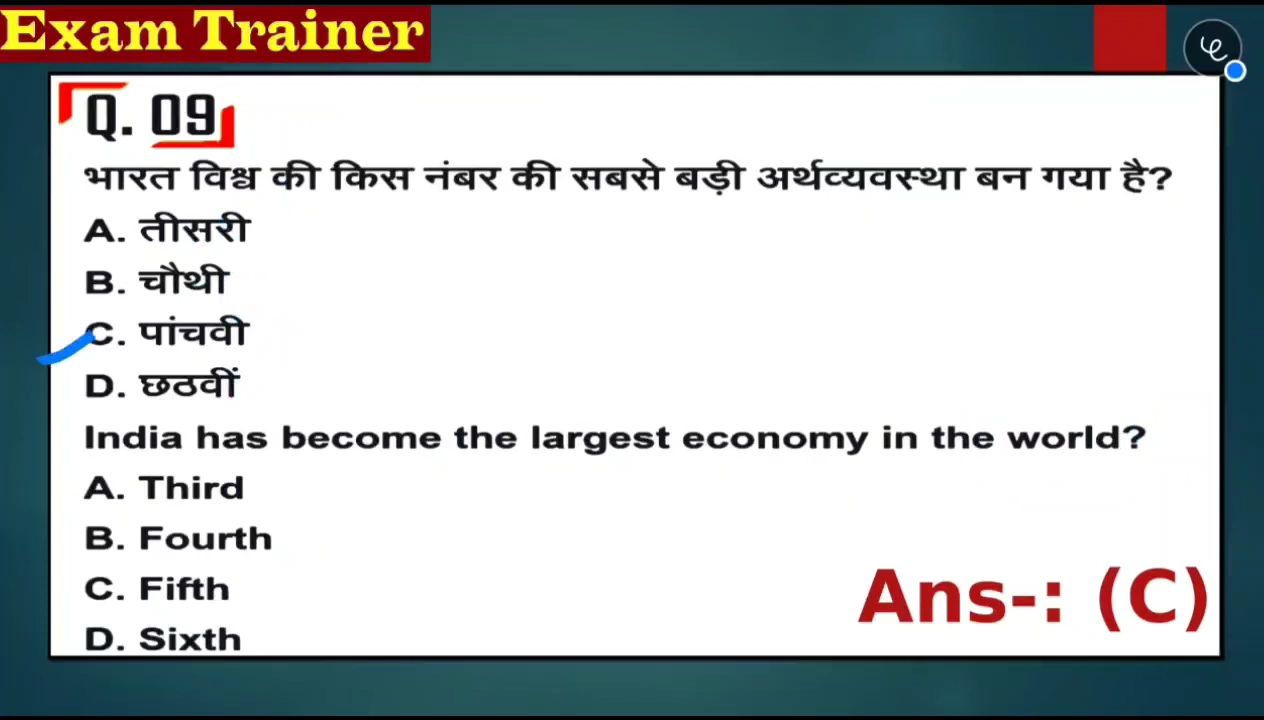 Exam Trainer
Q. 09
भारत विश्व की किस नंबर की सबसे बड़ी अर्थव्यवस्था बन गया है?
A. तीसरी
B. चौथी
C. पांचवी
D. छठवीं
India has become the largest economy in the world?
A. Third
B. Fourth
C. Fifth
D. Sixth
Ans-: (C)